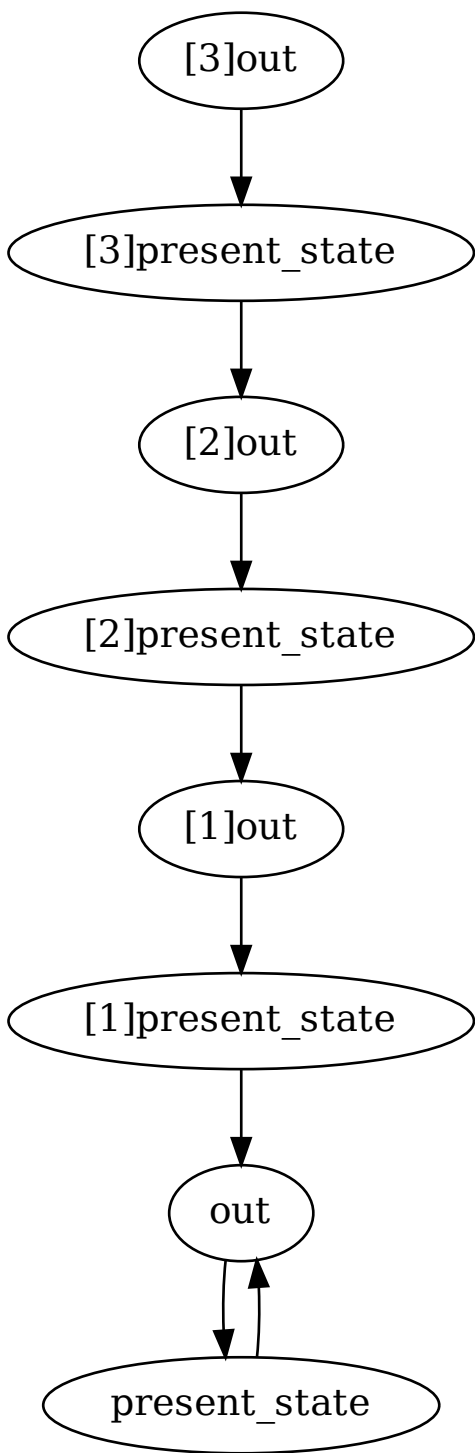 [3]out
[3]present_state
[2]out
[2]present_state
[1]out
[1]present_state
out
present_state